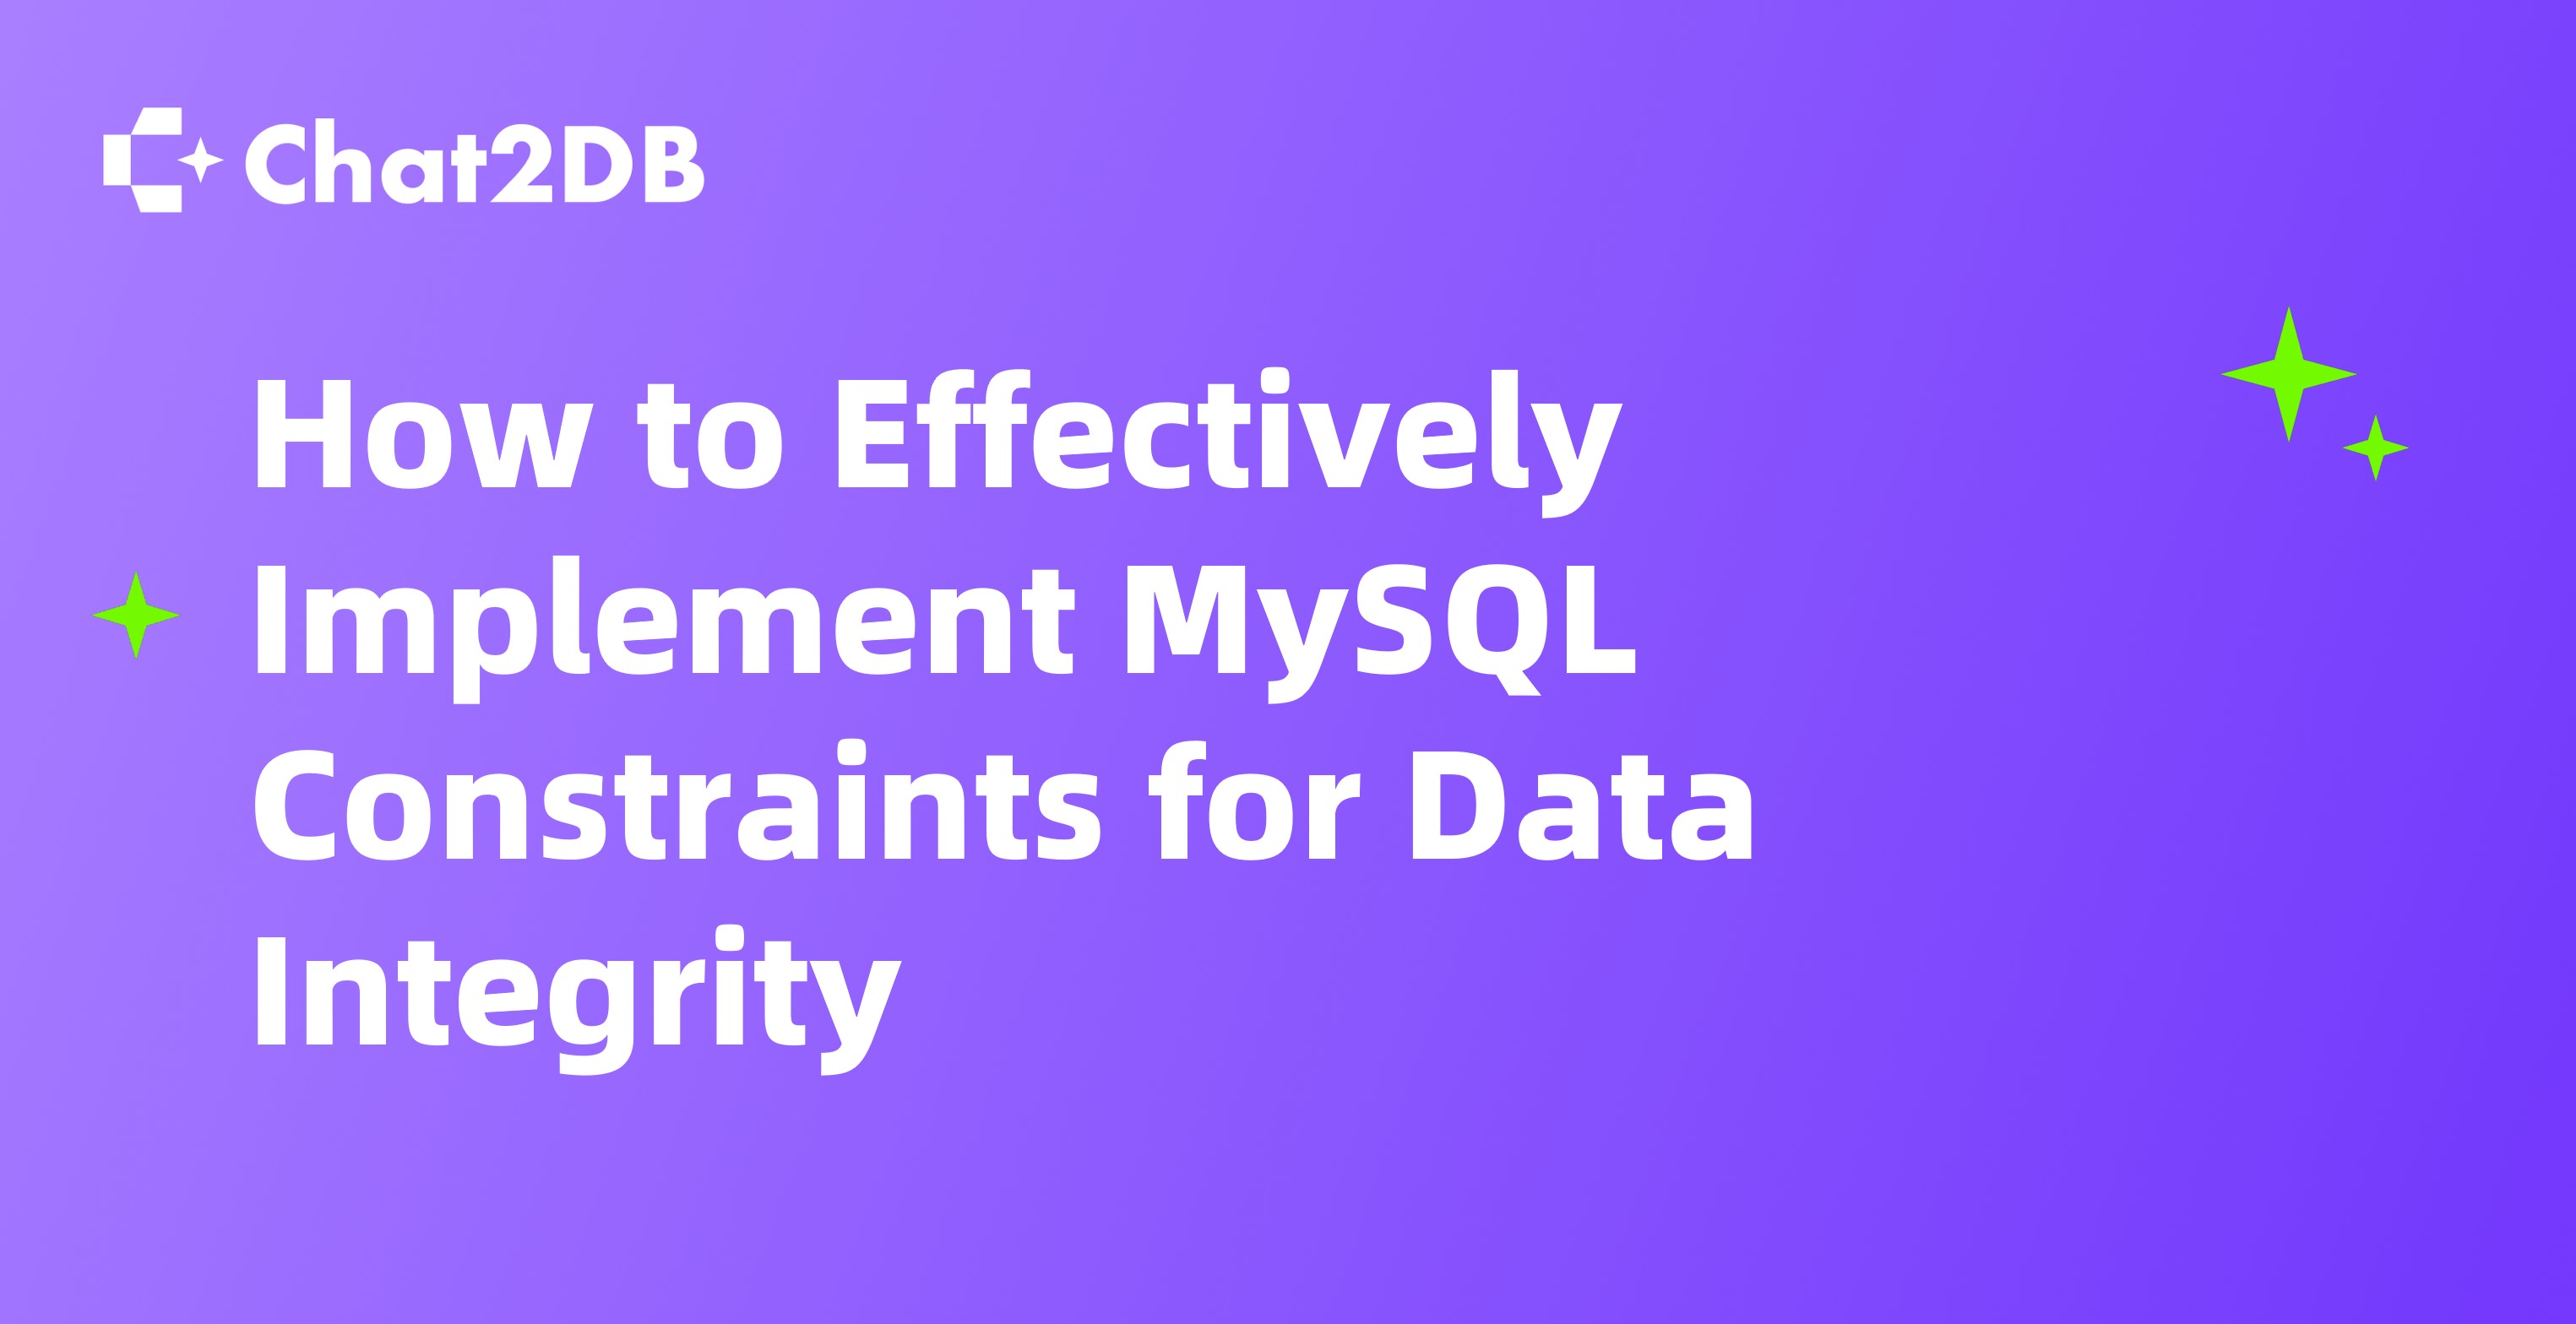 Chat2DB
How to Effectively
Implement MySQL
Constraints for Data
Integrity